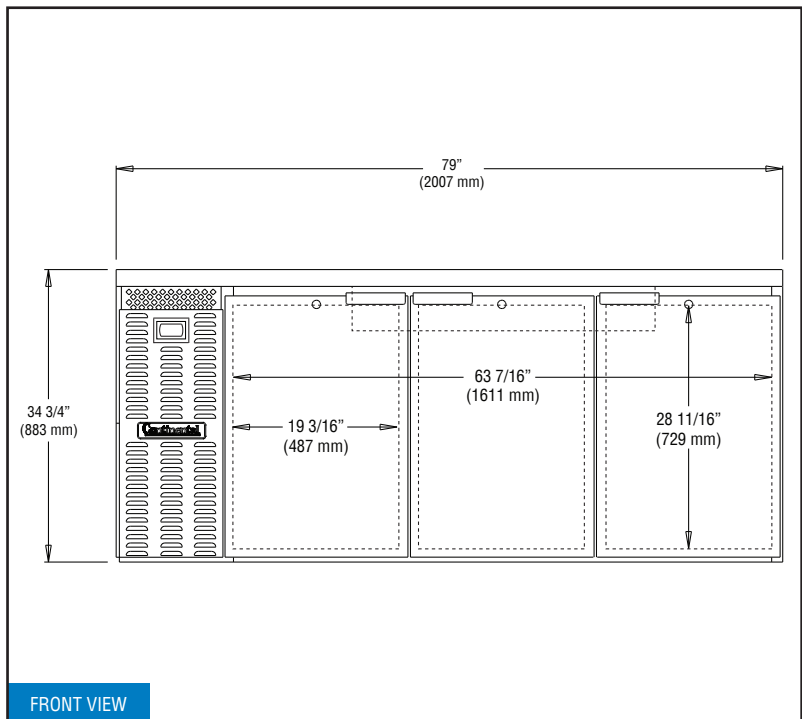 79”
(2007 mm)
34 3/4”
(883 mm)
Continental
63 7/16”
(1611 mm)
19 3/16”
(487 mm)
28 11/16”
(729 mm)
FRONT VIEW